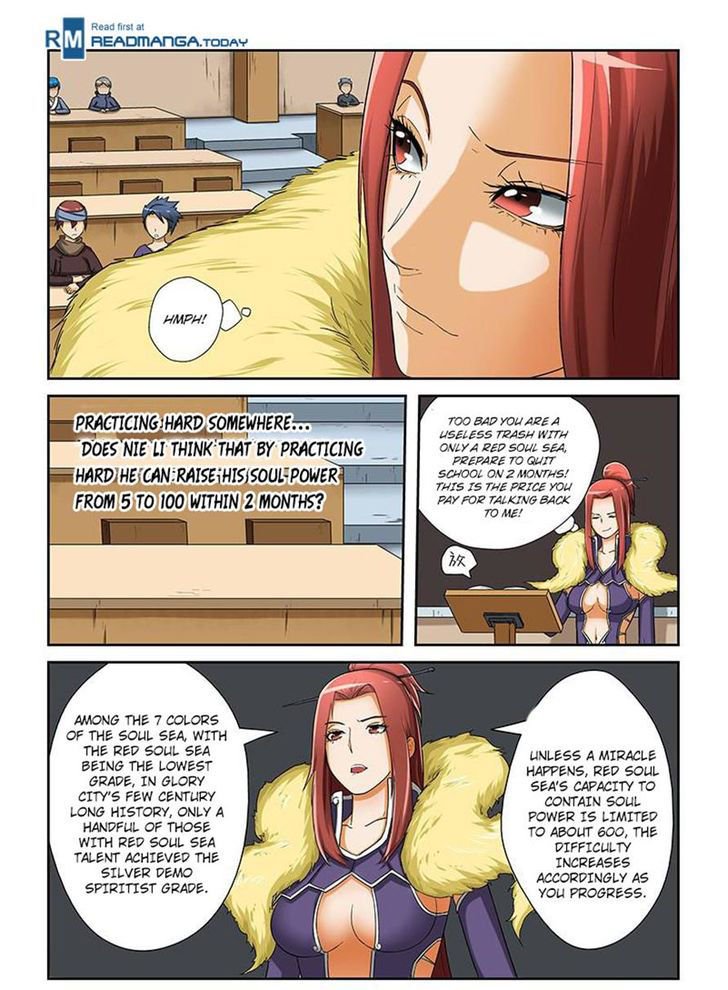 Read first at
RM READMANGA.TODAY
HMPH!
PRACTICING HARD SOMEWHERE...
DOES NIE LI THINK THAT BY PRACTICING
HARD HE CAN RAISE HIS SOUL POWER
FROM 5 TO 100 WITHIN 2 MONTHS?
TOO BAD YOU ARE A
USELESS TRASH WITH
ONLY A RED SOUL SEA,
PREPARE TO QUIT
SCHOOL ON 2 MONTHS!
THIS IS THE PRICE YOU
PAY FOR TALKING BACK
TO ME!
放
AMONG THE 7 COLORS
OF THE SOUL SEA, WITH
THE RED SOUL SEA
BEING THE LOWEST
GRADE, IN GLORY
CITY'S FEW CENTURY
LONG HISTORY, ONLY A
HANDFUL OF THOSE
WITH RED SOUL SEA
TALENT ACHIEVED THE
SILVER DEMO
SPIRITIST GRADE.
UNLESS A MIRACLE
HAPPENS, RED SOUL
SEA'S CAPACITY TO
CONTAIN SOUL
POWER IS LIMITED
TO ABOUT 600, THE
DIFFICULTY
INCREASES
ACCORDINGLY AS
YOU PROGRESS.